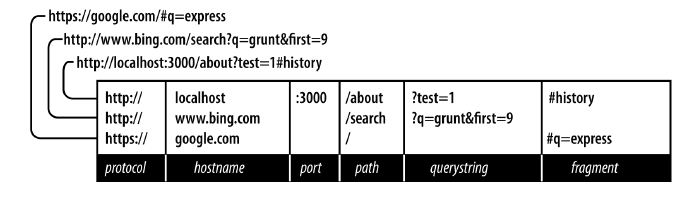 https://google.com/#q=express
http://www.bing.com/search?q=grunt&first=9
http://localhost:3000/about?test=1#history
http:// localhost :3000 /about ?test=1 #history
http:// www.bing.com /search ?q=grunt&first=9
https:// google.com / #q=express
protocol hostname port path querystring fragment